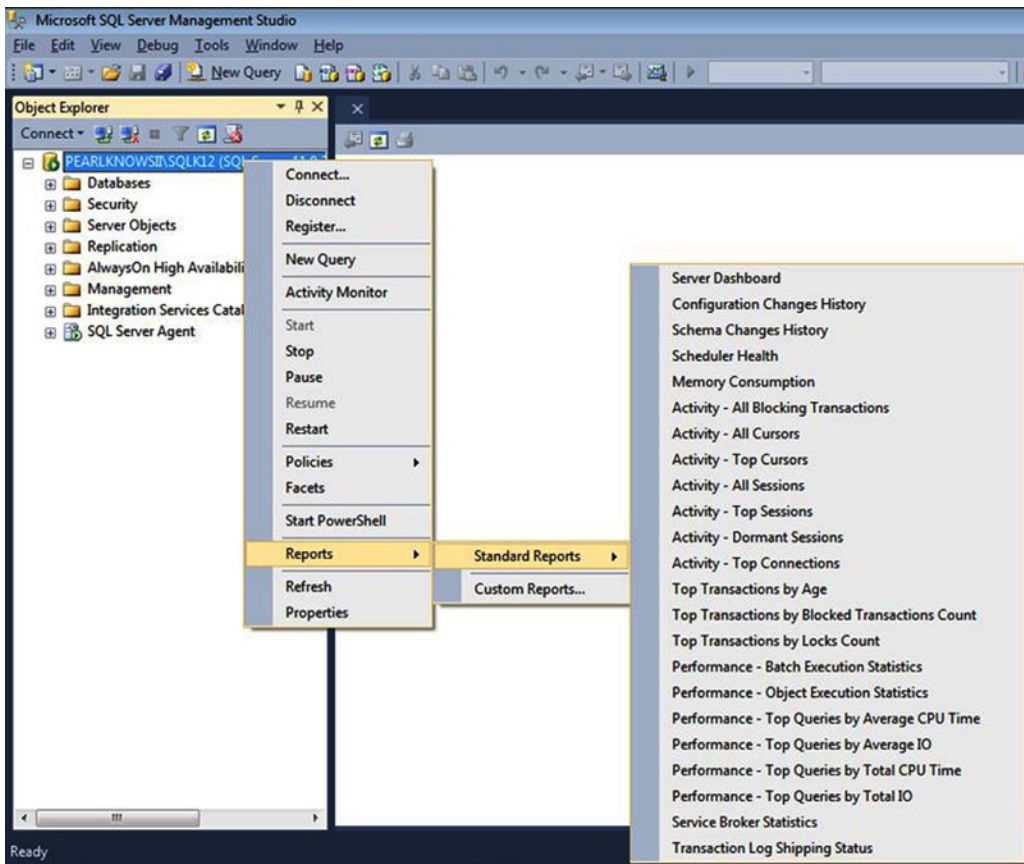 Microsoft SQL Server Management Studio
File Edit View Debug Tools Window Help
New Query
Object Explorer
Connect
PEARLKNOWSII\SQLK12 (SQL
Databases
Security
Server Objects
Replication
AlwaysOn High Availabili
Management
Integration Services Catal
SQL Server Agent
Connect...
Disconnect
Register...
New Query
Activity Monitor
Start
Stop
Pause
Resume
Restart
Policies
Facets
Start PowerShell
Reports
Refresh
Properties
Standard Reports
Custom Reports...
Server Dashboard
Configuration Changes History
Schema Changes History
Scheduler Health
Memory Consumption
Activity - All Blocking Transactions
Activity - All Cursors
Activity - Top Cursors
Activity - All Sessions
Activity - Top Sessions
Activity - Dormant Sessions
Activity - Top Connections
Top Transactions by Age
Top Transactions by Blocked Transactions Count
Top Transactions by Locks Count
Performance - Batch Execution Statistics
Performance - Object Execution Statistics
Performance - Top Queries by Average CPU Time
Performance - Top Queries by Average IO
Performance - Top Queries by Total CPU Time
Performance - Top Queries by Total IO
Service Broker Statistics
Transaction Log Shipping Status
Ready